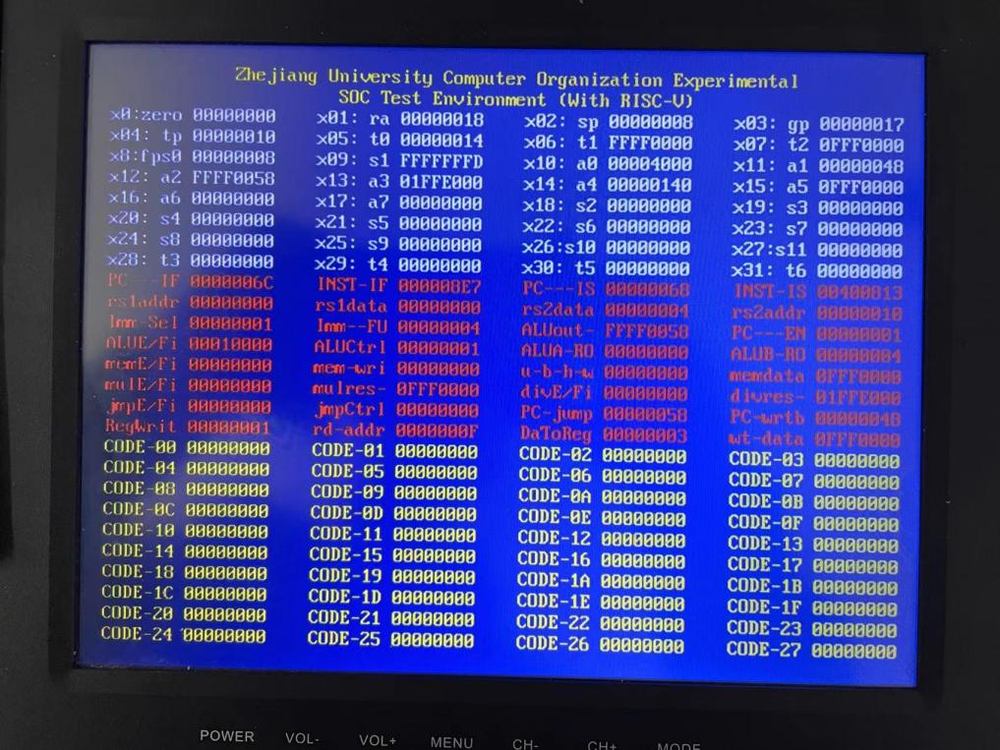 Zhejiang University Computer Organization Experimental
SOC Test Environment (With RISC-V)
x0:zero 00000000 x01: ra 00000018 x02: sp 00000008 x03: gp 00000017
x04: tp 00000010 x05: t0 00000014 x06: t1 FFFF0000 x07: t2 0FFF0000
x8:fps0 00000008 x09: s1 FFFFFFFD x10: a0 00004000 x11: a1 00000048
x12: a2 FFFF0058 x13: a3 01FFE000 x14: a4 00000140 x15: a5 0FFF0000
x16: a6 00000000 x17: a7 00000000 x18: s2 00000000 x19: s3 00000000
x20: s4 00000000 x21: s5 00000000 x22: s6 00000000 x23: s7 00000000
x24: s8 00000000 x25: s9 00000000 x26:s10 00000000 x27:s11 00000000
x28: t3 00000000 x29: t4 00000000 x30: t5 00000000 x31: t6 00000000
PC---IF 0000006C INST-IF 000008E7 PC---IS 00000068 INST-IS 00400813
rs1addr 00000000 rs1data 00000000 rs2data 00000004 rs2addr 00000010
Imm-Sel 00000001 Imm--FU 00000004 ALUout- FFFF0058 PC---EN 00000001
ALUE/Fi 00010000 ALUCtrl 00000001 ALUA-RO 00000000 ALUB-RO 00000004
memE/Fi 00000000 mem-wri 00000000 u-b-h-w 00000000 memdata 0FFF0000
mulE/Fi 00000000 mulres- 0FFF0000 divE/Fi 00000000 divres- 01FFE000
jmpE/Fi 00000000 jmpCtrl 00000000 PC-jump 00000058 PC-wrtb 00000048
RegWrit 00000001 rd-addr 0000000F DaToReg 00000003 wt-data 0FFF0000
CODE-00 00000000 CODE-01 00000000 CODE-02 00000000 CODE-03 00000000
CODE-04 00000000 CODE-05 00000000 CODE-06 00000000 CODE-07 00000000
CODE-08 00000000 CODE-09 00000000 CODE-0A 00000000 CODE-0B 00000000
CODE-0C 00000000 CODE-0D 00000000 CODE-0E 00000000 CODE-0F 00000000
CODE-10 00000000 CODE-11 00000000 CODE-12 00000000 CODE-13 00000000
CODE-14 00000000 CODE-15 00000000 CODE-16 00000000 CODE-17 00000000
CODE-18 00000000 CODE-19 00000000 CODE-1A 00000000 CODE-1B 00000000
CODE-1C 00000000 CODE-1D 00000000 CODE-1E 00000000 CODE-1F 00000000
CODE-20 00000000 CODE-21 00000000 CODE-22 00000000 CODE-23 00000000
CODE-24 00000000 CODE-25 00000000 CODE-26 00000000 CODE-27 00000000
POWER VOL- VOL+ MENU CH- CH+ MODE